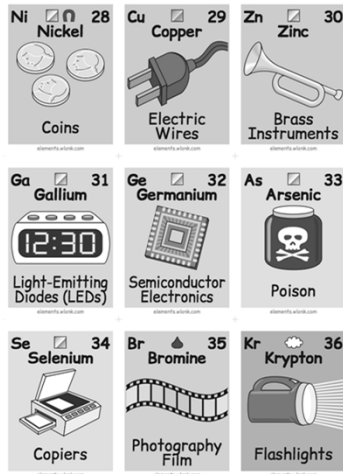 Ni 28
Nickel
Coins
elements.wlonk.com
Cu 29
Copper
Electric
Wires
elements.wlonk.com
Zn 30
Zinc
Brass
Instruments
elements.wlonk.com
Ga 31
Gallium
12:30
Light-Emitting
Diodes (LEDs)
elements.wlonk.com
Ge 32
Germanium
Semiconductor
Electronics
elements.wlonk.com
As 33
Arsenic
Poison
elements.wlonk.com
Se 34
Selenium
Copiers
Br 35
Bromine
Photography
Film
Kr 36
Krypton
Flashlights